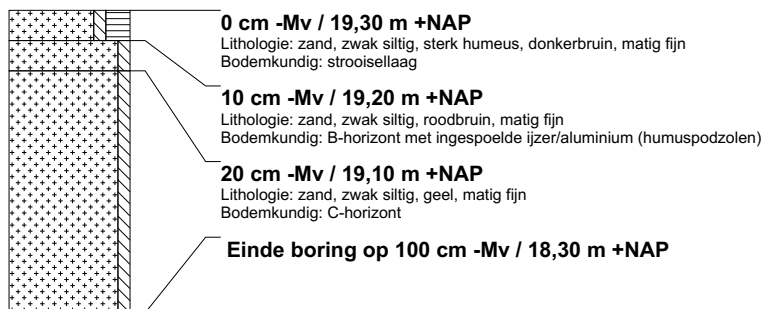 0 cm -Mv / 19,30 m +NAP
Lithologie: zand, zwak siltig, sterk humeus, donkerbruin, matig fijn
Bodemkundig: strooisellaag
10 cm -Mv / 19,20 m +NAP
Lithologie: zand, zwak siltig, roodbruin, matig fijn
Bodemkundig: B-horizont met ingespoelde ijzer/aluminium (humuspodzolen)
20 cm -Mv / 19,10 m +NAP
Lithologie: zand, zwak siltig, geel, matig fijn
Bodemkundig: C-horizont
Einde boring op 100 cm -Mv / 18,30 m +NAP